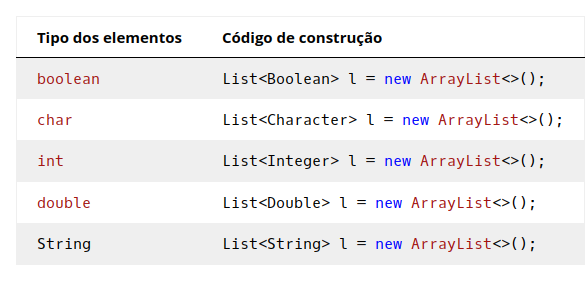 Tipo dos elementos Código de construção
boolean List<Boolean> l = new ArrayList<>();
char List<Character> l = new ArrayList<>();
int List<Integer> l = new ArrayList<>();
double List<Double> l = new ArrayList<>();
String List<String> l = new ArrayList<>();